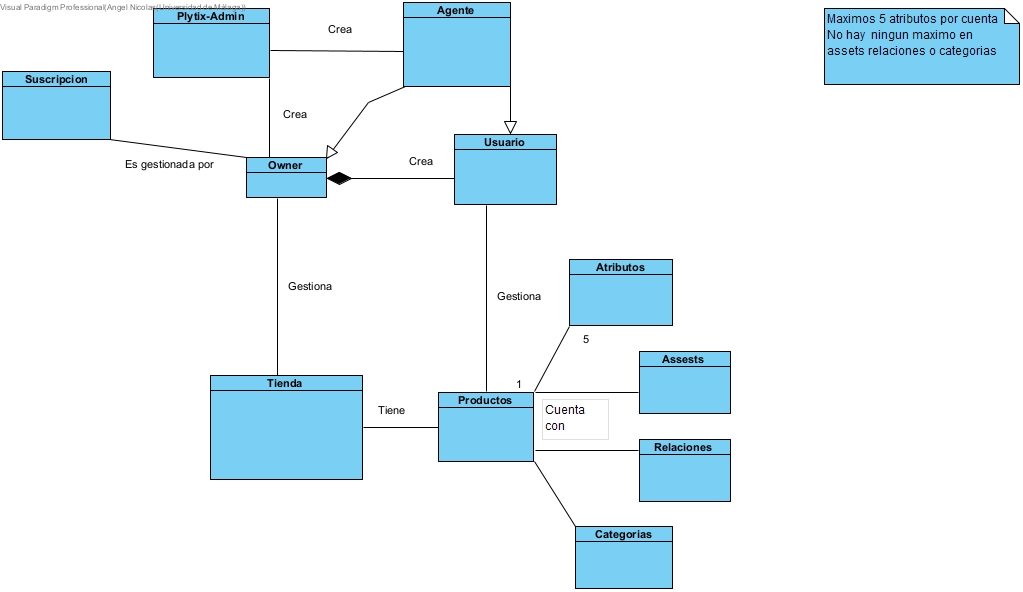 Visual Paradigm Professional(Angel Nicolas(Universidad de Malaga))
Plytix-Admin
Agente
Maximos 5 atributos por cuenta
No hay ningun maximo en
assets relaciones o categorias
Crea
Suscripcion
Crea
Usuario
Es gestionada por
Owner
Crea
Atributos
Gestiona
Gestiona
5
Assests
Tienda
1
Productos
Tiene
Cuenta
con
Relaciones
Categorias